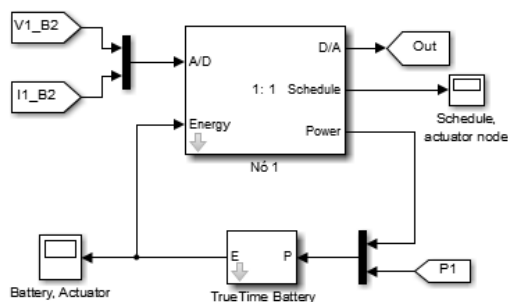 V1_B2
I1_B2
A/D
D/A
Out
1: 1
Schedule
Energy
Power
Schedule,
actuator node
Nó 1
E
P
P1
Battery, Actuator
TrueTime Battery